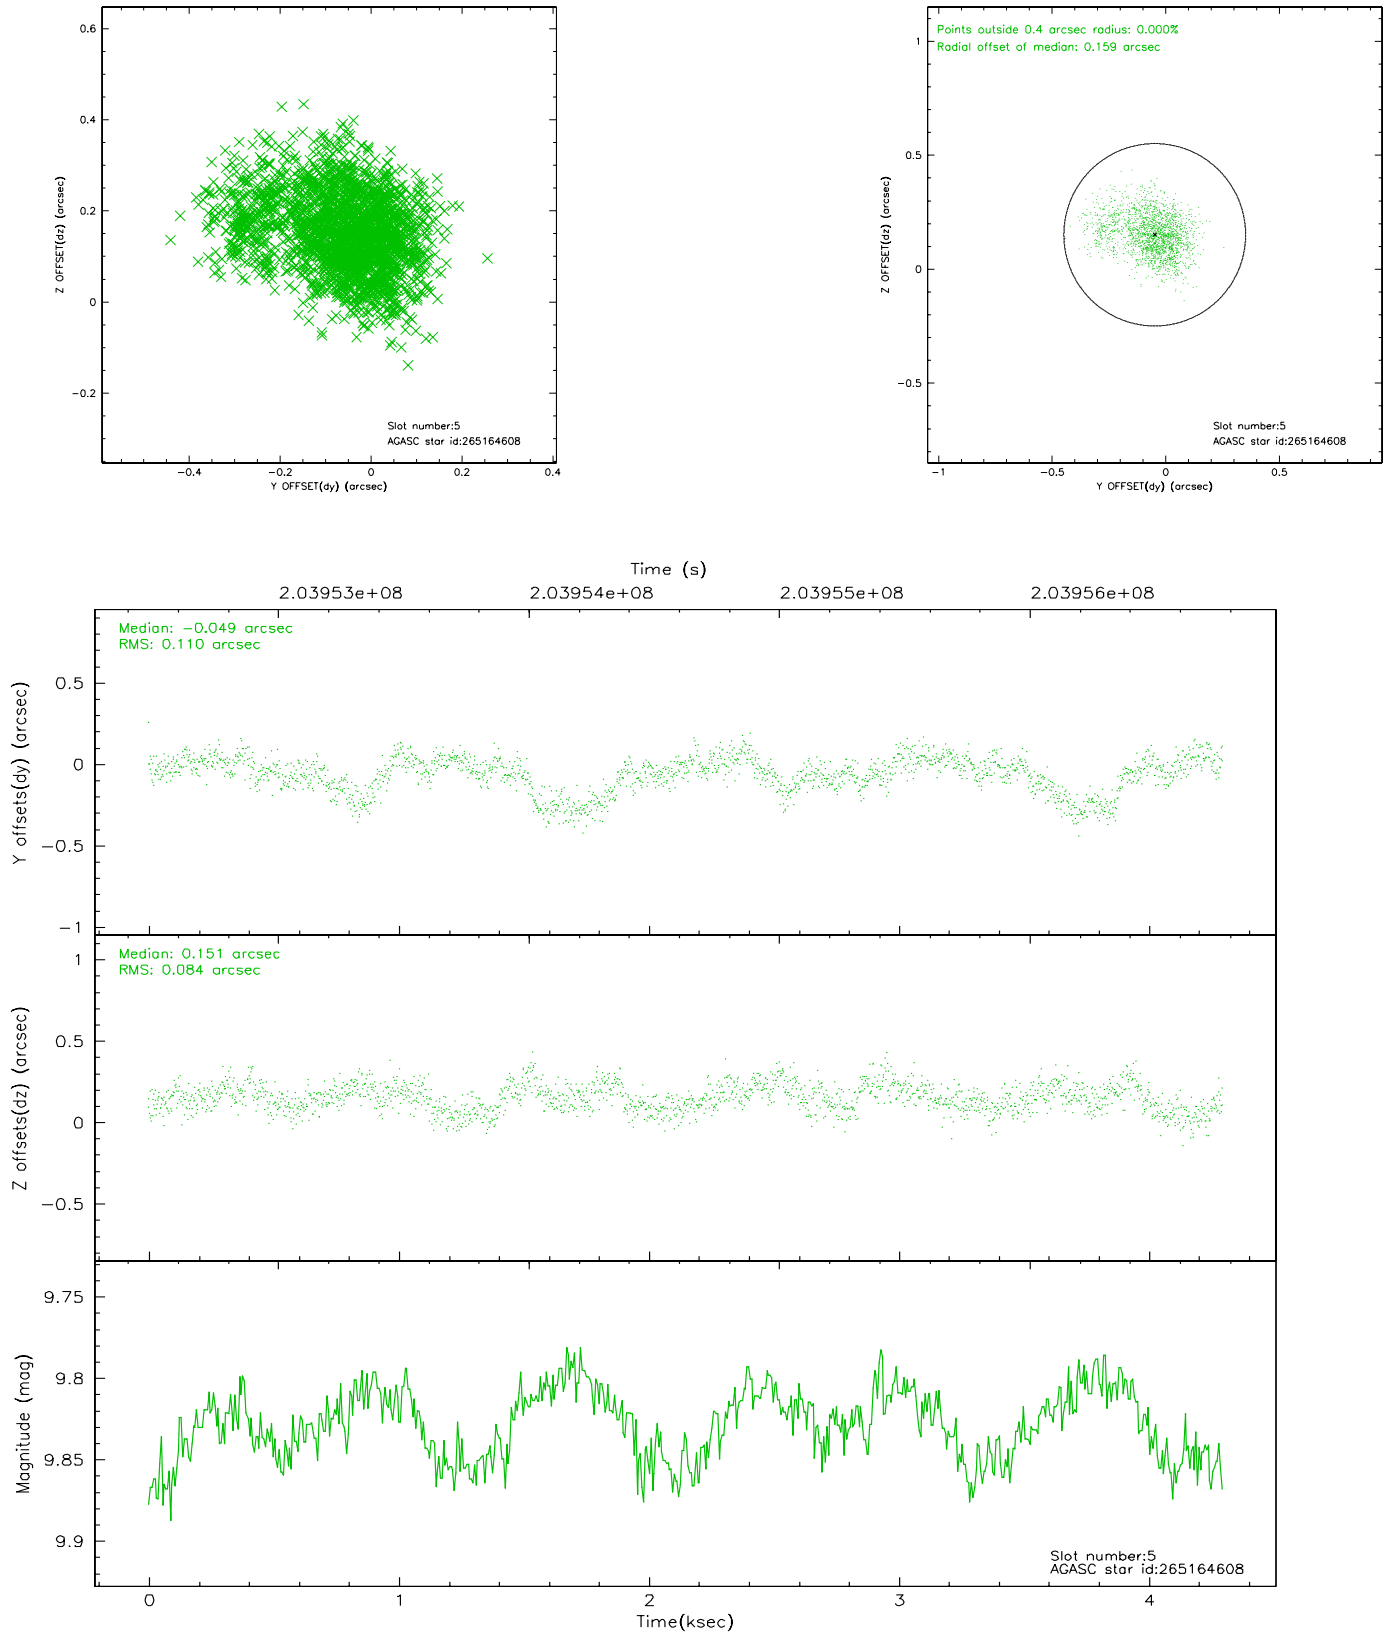 0.6
0.4
0.2
0
−0.2
Z OFFSET(dz) (arcsec)
Slot number:5
AGASC star id:265164608
−0.4 −0.2 0 0.2 0.4
Y OFFSET(dy) (arcsec)
Points outside 0.4 arcsec radius: 0.000%
Radial offset of median: 0.159 arcsec
1
0.5
0
−0.5
Z OFFSET(dz) (arcsec)
Slot number:5
AGASC star id:265164608
−1 −0.5 0 0.5
Y OFFSET(dy) (arcsec)
Time (s)
2.03953e+08 2.03954e+08 2.03955e+08 2.03956e+08
Median: −0.049 arcsec
RMS: 0.110 arcsec
0.5
0
−0.5
−1
Y offsets(dy) (arcsec)
Median: 0.151 arcsec
RMS: 0.084 arcsec
1
0.5
0
−0.5
Z offsets(dz) (arcsec)
9.75
9.8
9.85
9.9
Magnitude (mag)
Slot number:5
AGASC star id:265164608
0 1 2 3 4
Time(ksec)